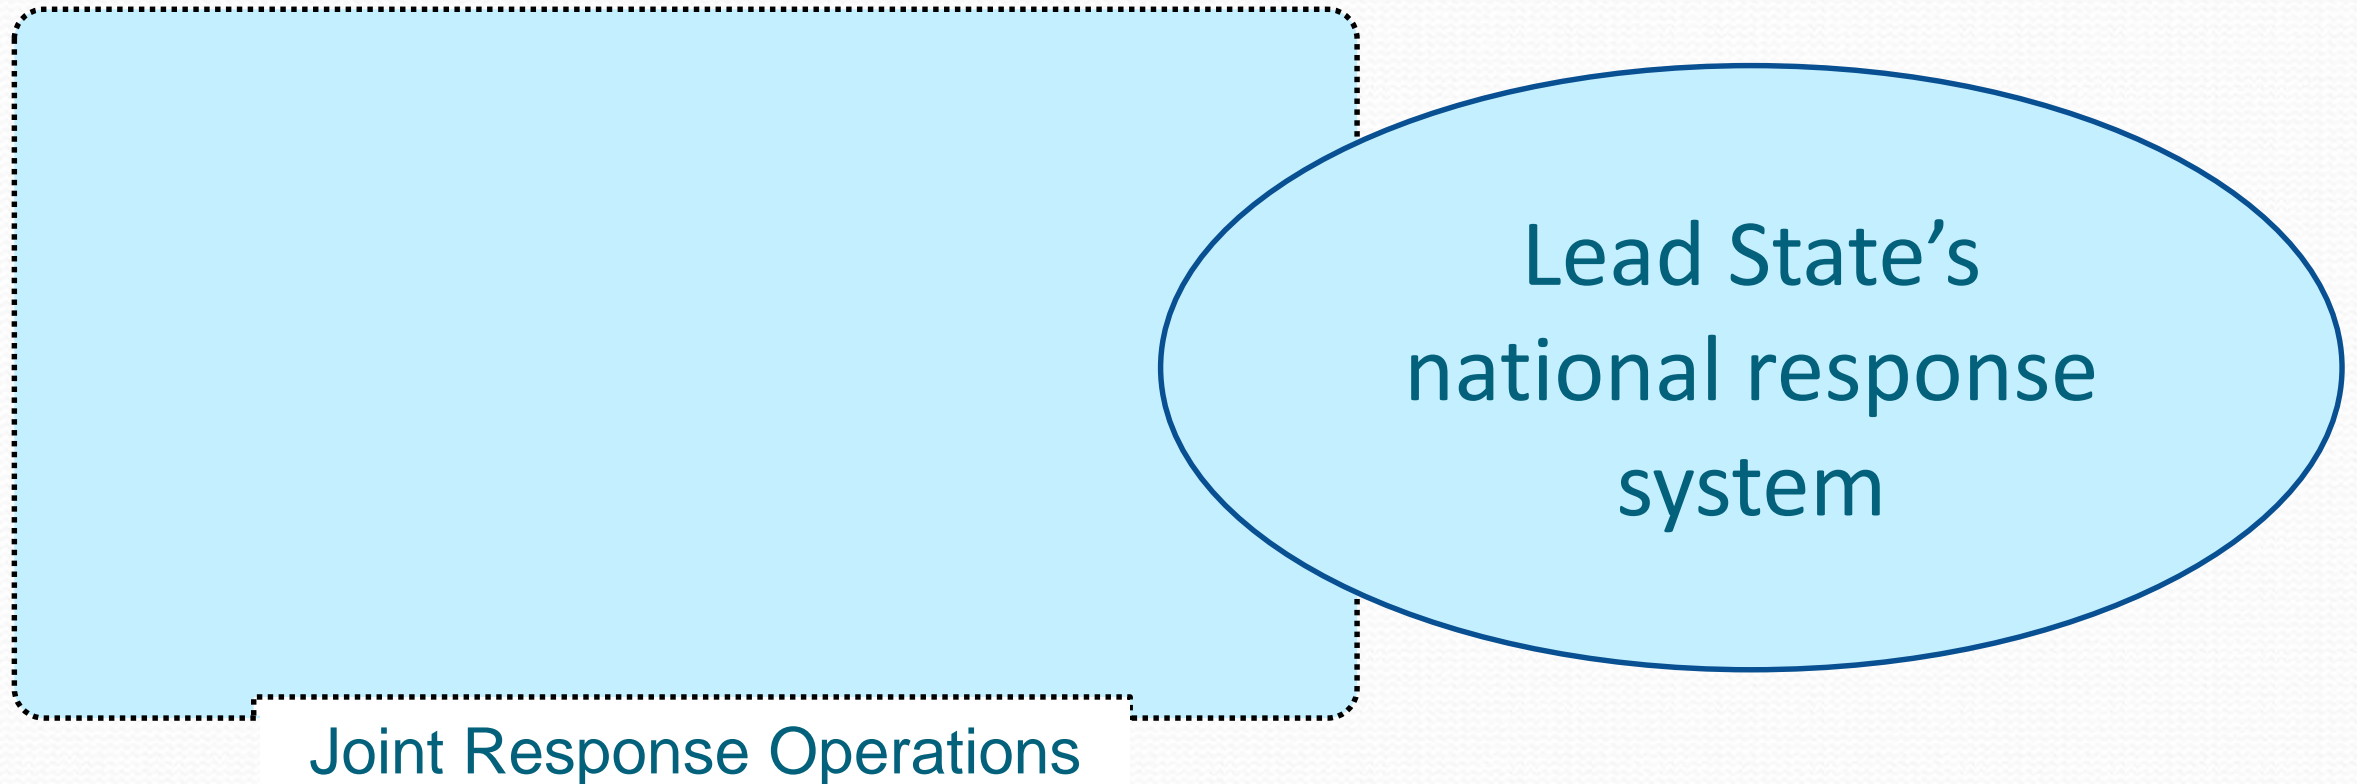 Lead State’s
national response
system
Joint Response Operations